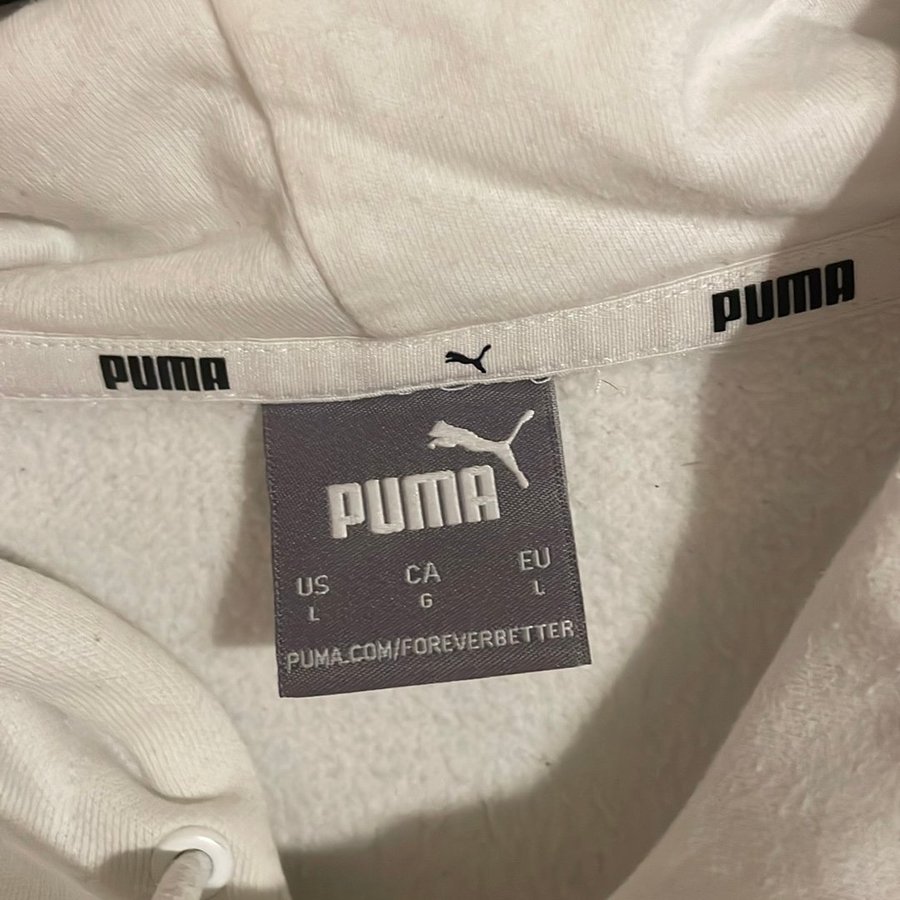 PUMA
PUMA
PUMA
US CA EU
L G L
PUMA.COM/FOREVERBETTER